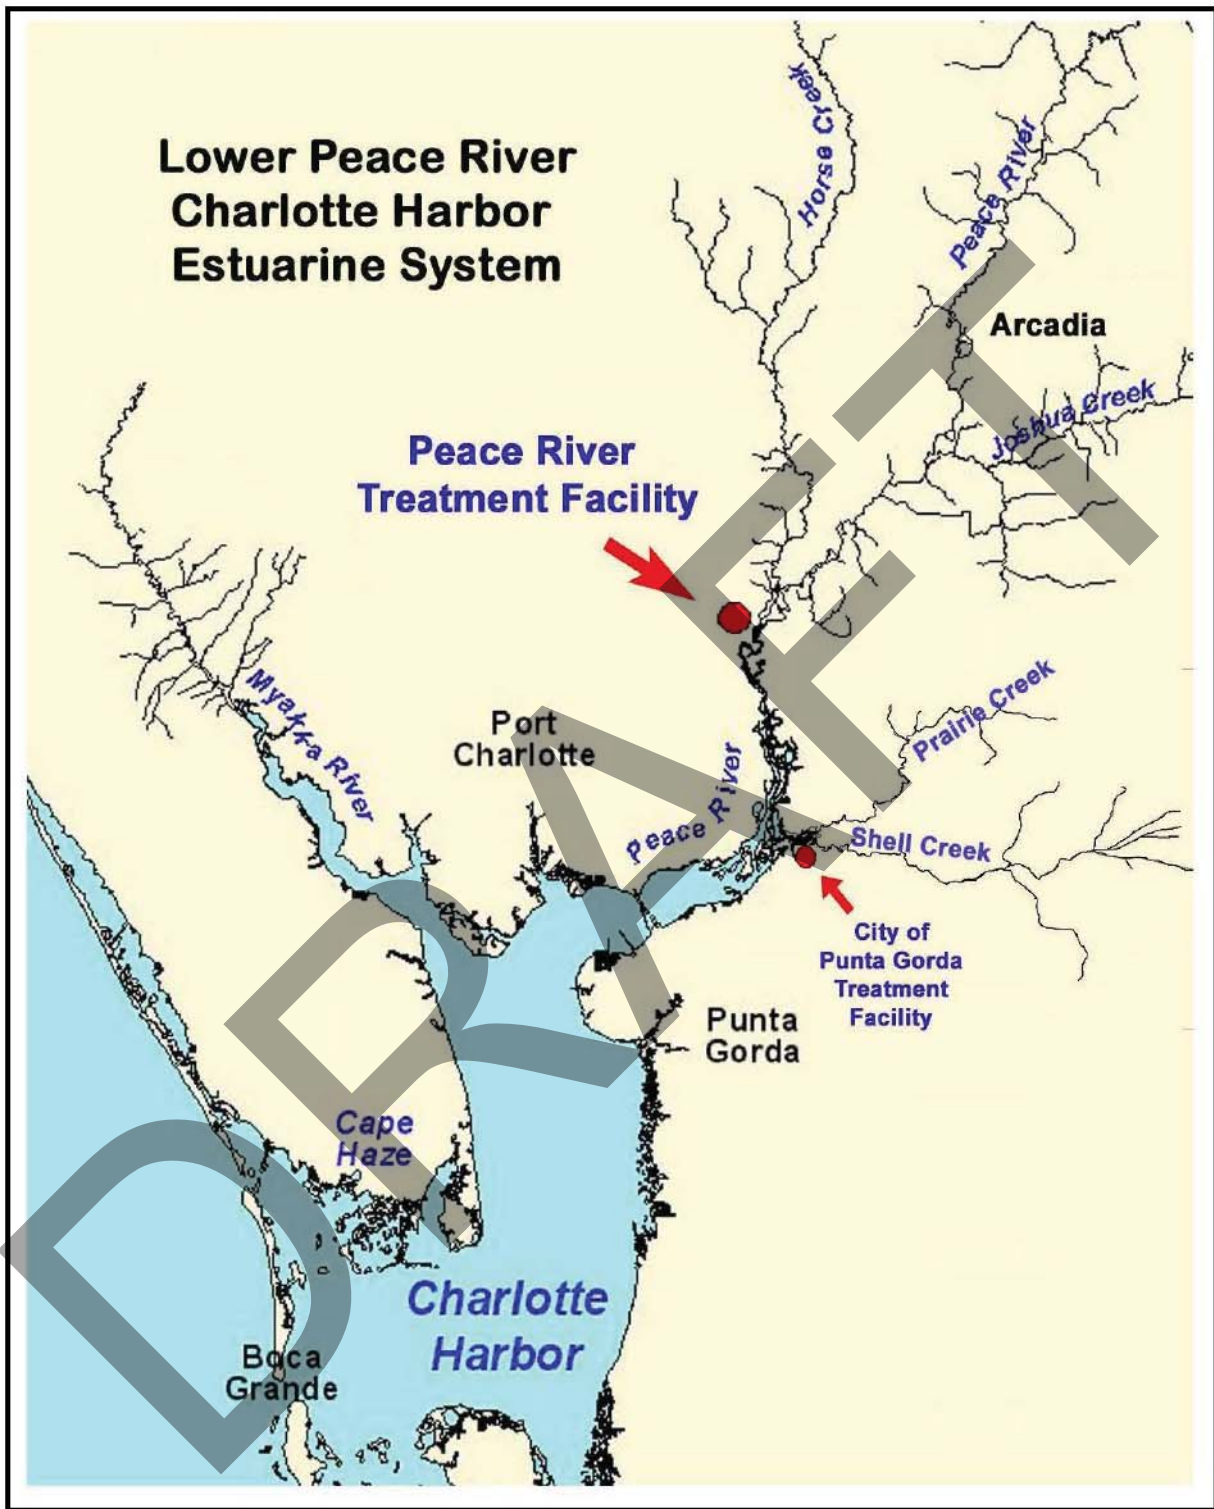 Lower Peace River
Charlotte Harbor
Estuarine System
Horse Creek
Peace River
Arcadia
Joshua Creek
Peace River
Treatment Facility
Myakka River
Port
Charlotte
Peace River
Prairie Creek
Shell Creek
City of
Punta Gorda
Treatment
Facility
Punta
Gorda
Cape
Haze
Charlotte
Harbor
Boca
Grande
DRAFT